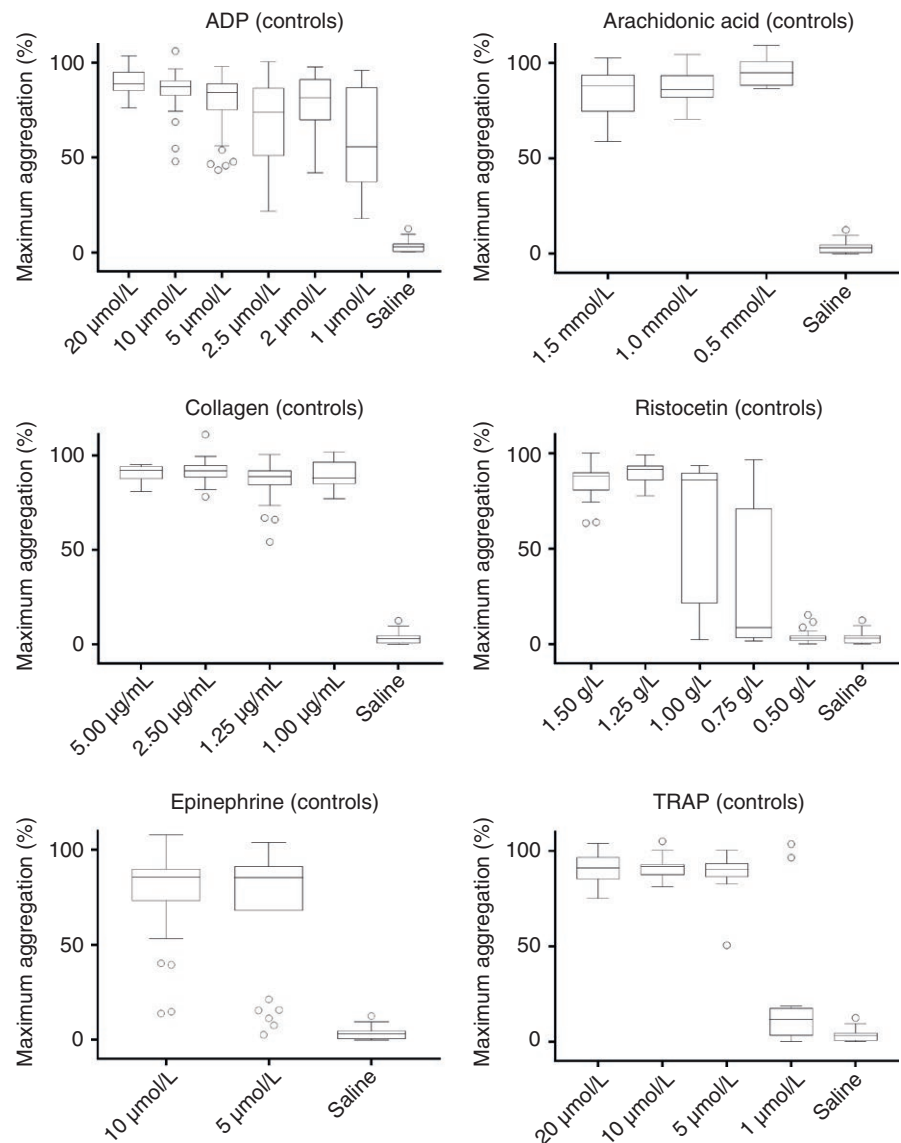 ADP (controls)
Maximum aggregation (%)
100
50
0
20 µmol/L
10 µmol/L
5 µmol/L
2.5 µmol/L
2 µmol/L
1 µmol/L
Saline
Arachidonic acid (controls)
Maximum aggregation (%)
100
50
0
1.5 mmol/L
1.0 mmol/L
0.5 mmol/L
Saline
Collagen (controls)
Maximum aggregation (%)
100
50
0
5.00 µg/mL
2.50 µg/mL
1.25 µg/mL
1.00 µg/mL
Saline
Ristocetin (controls)
Maximum aggregation (%)
100
50
0
1.50 g/L
1.25 g/L
1.00 g/L
0.75 g/L
0.50 g/L
Saline
Epinephrine (controls)
Maximum aggregation (%)
100
50
0
10 µmol/L
5 µmol/L
Saline
TRAP (controls)
Maximum aggregation (%)
100
50
0
20 µmol/L
10 µmol/L
5 µmol/L
1 µmol/L
Saline